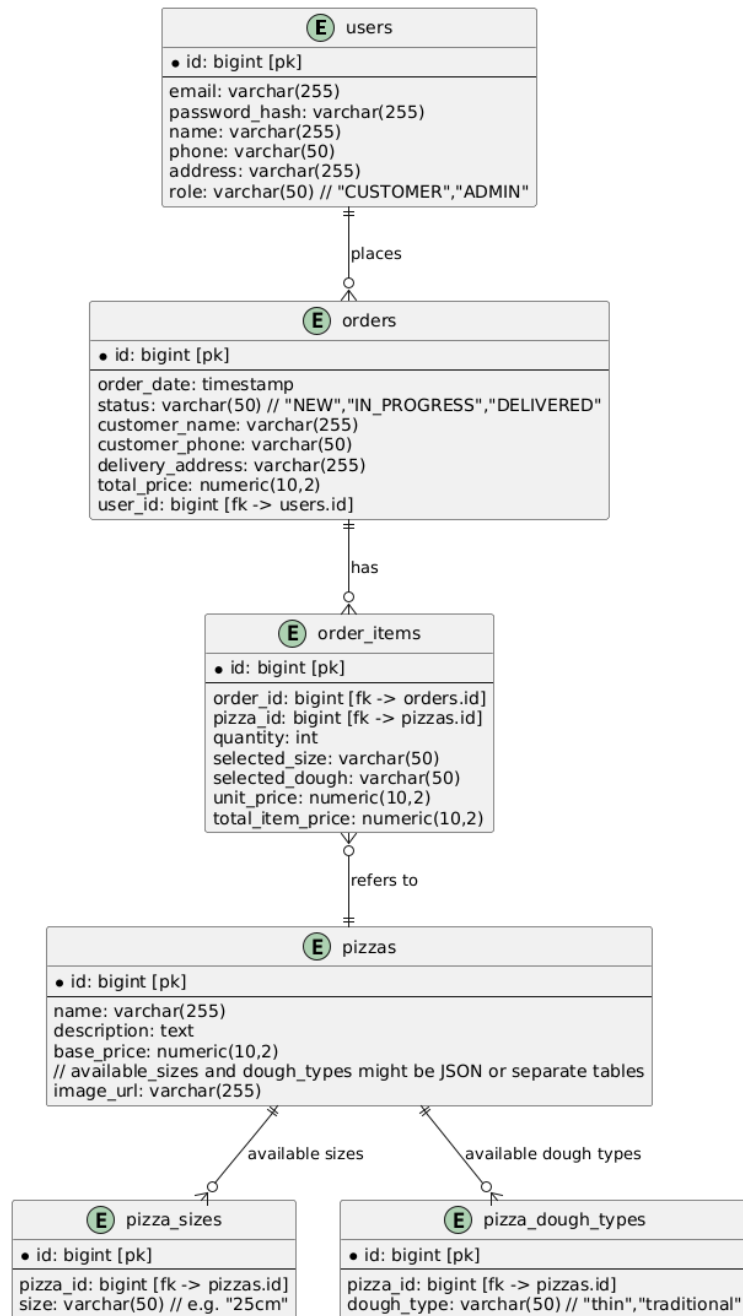 E users
id: bigint [pk]
email: varchar(255)
password_hash: varchar(255)
name: varchar(255)
phone: varchar(50)
address: varchar(255)
role: varchar(50) // "CUSTOMER","ADMIN"
places
E orders
id: bigint [pk]
order_date: timestamp
status: varchar(50) // "NEW","IN_PROGRESS","DELIVERED"
customer_name: varchar(255)
customer_phone: varchar(50)
delivery_address: varchar(255)
total_price: numeric(10,2)
user_id: bigint [fk -> users.id]
has
E order_items
id: bigint [pk]
order_id: bigint [fk -> orders.id]
pizza_id: bigint [fk -> pizzas.id]
quantity: int
selected_size: varchar(50)
selected_dough: varchar(50)
unit_price: numeric(10,2)
total_item_price: numeric(10,2)
refers to
E pizzas
id: bigint [pk]
name: varchar(255)
description: text
base_price: numeric(10,2)
// available_sizes and dough_types might be JSON or separate tables
image_url: varchar(255)
available sizes
available dough types
E pizza_sizes
id: bigint [pk]
pizza_id: bigint [fk -> pizzas.id]
size: varchar(50) // e.g. "25cm"
E pizza_dough_types
id: bigint [pk]
pizza_id: bigint [fk -> pizzas.id]
dough_type: varchar(50) // "thin","traditional"